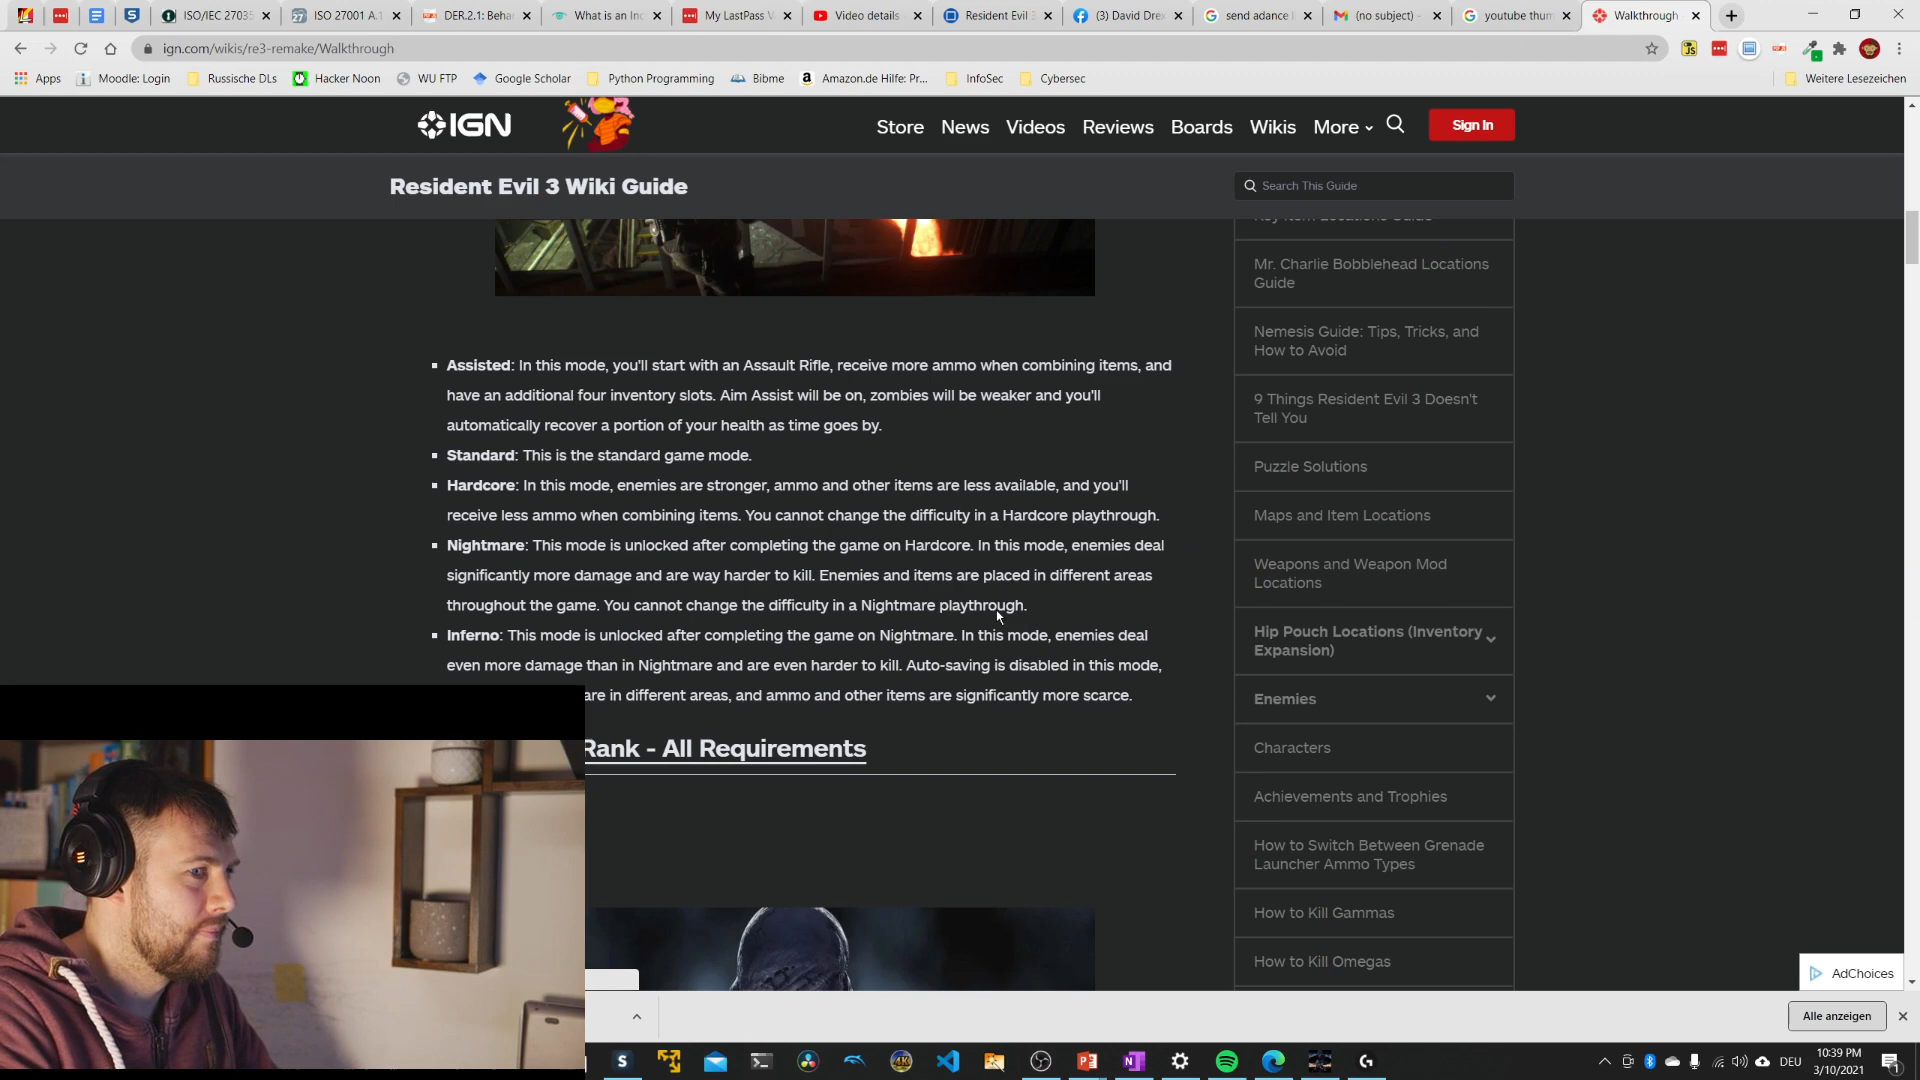 ISO/IEC 2703
ISO 27001 A.1
DER.2.1: Beha
What is an Inc
My LastPass V
Video details
Resident Evil 3
(3) David Dre
send adance
(no subject) -
youtube thum
Walkthrough
ign.com/wikis/re3-remake/Walkthrough
Apps
Moodle: Login
Russische DLs
Hacker Noon
WU FTP
Google Scholar
Python Programming
Bibme
Amazon.de Hilfe: Pr...
InfoSec
Cybersec
Weitere Lesezeichen
IGN
Store News Videos Reviews Boards Wikis More
Sign In
Resident Evil 3 Wiki Guide
Search This Guide
Assisted: In this mode, you'll start with an Assault Rifle, receive more ammo when combining items, and
have an additional four inventory slots. Aim Assist will be on, zombies will be weaker and you'll
automatically recover a portion of your health as time goes by.
Standard: This is the standard game mode.
Hardcore: In this mode, enemies are stronger, ammo and other items are less available, and you'll
receive less ammo when combining items. You cannot change the difficulty in a Hardcore playthrough.
Nightmare: This mode is unlocked after completing the game on Hardcore. In this mode, enemies deal
significantly more damage and are way harder to kill. Enemies and items are placed in different areas
throughout the game. You cannot change the difficulty in a Nightmare playthrough.
Inferno: This mode is unlocked after completing the game on Nightmare. In this mode, enemies deal
even more damage than in Nightmare and are even harder to kill. Auto-saving is disabled in this mode,
are in different areas, and ammo and other items are significantly more scarce.
Rank - All Requirements
Key Item Locations Guide
Mr. Charlie Bobblehead Locations
Guide
Nemesis Guide: Tips, Tricks, and
How to Avoid
9 Things Resident Evil 3 Doesn't
Tell You
Puzzle Solutions
Maps and Item Locations
Weapons and Weapon Mod
Locations
Hip Pouch Locations (Inventory
Expansion)
Enemies
Characters
Achievements and Trophies
How to Switch Between Grenade
Launcher Ammo Types
How to Kill Gammas
How to Kill Omegas
AdChoices
Alle anzeigen
DEU
10:39 PM
3/10/2021